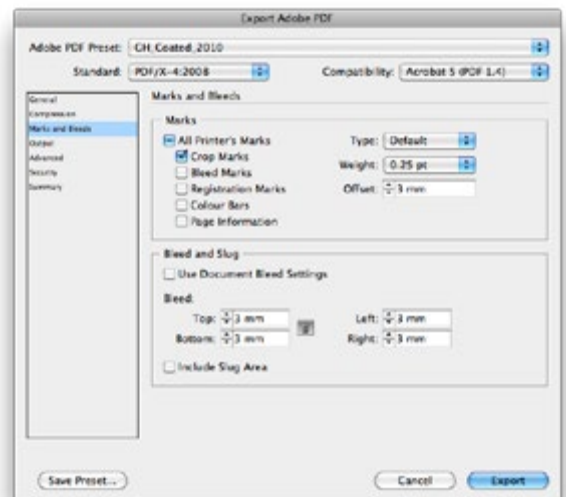 Export Adobe PDF
Adobe PDF Preset: GH_Coated_2010
Standard: PDF/X-4:2008 Compatibility: Acrobat 5 (PDF 1.4)
General
Compression
Marks and Bleeds
Output
Advanced
Security
Summary
Marks and Bleeds
Marks
All Printer's Marks
Crop Marks
Bleed Marks
Registration Marks
Colour Bars
Page Information
Type: Default
Weight: 0.25 pt
Offset: 3 mm
Bleed and Slug
Use Document Bleed Settings
Bleed:
Top: 3 mm Left: 3 mm
Bottom: 3 mm Right: 3 mm
Include Slug Area
Save Preset... Cancel Export